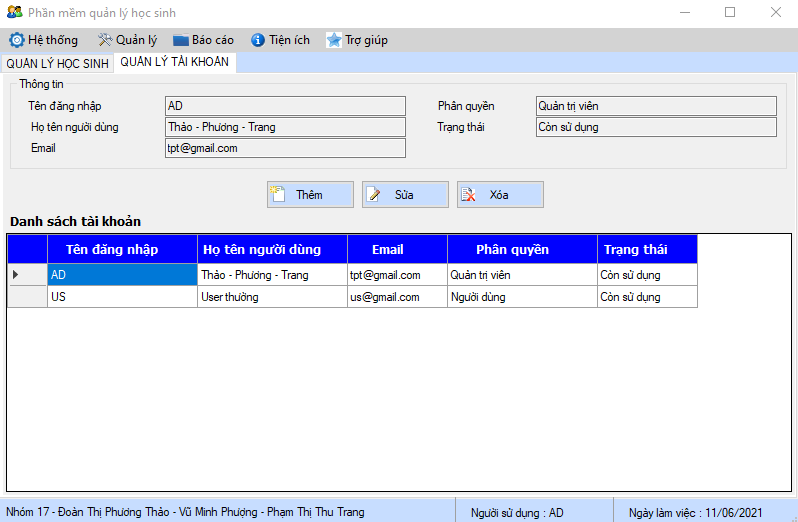 Phần mềm quản lý học sinh
Hệ thống Quản lý Báo cáo Tiện ích Trợ giúp
QUẢN LÝ HỌC SINH QUẢN LÝ TÀI KHOẢN
Thông tin
Tên đăng nhập AD Phân quyền Quản trị viên
Họ tên người dùng Thảo - Phương - Trang Trạng thái Còn sử dụng
Email tpt@gmail.com
Thêm Sửa Xóa
Danh sách tài khoản
Tên đăng nhập Họ tên người dùng Email Phân quyền Trạng thái
AD Thảo - Phương - Trang tpt@gmail.com Quản trị viên Còn sử dụng
US User thường us@gmail.com Người dùng Còn sử dụng
Nhóm 17 - Đoàn Thị Phương Thảo - Vũ Minh Phượng - Phạm Thị Thu Trang Người sử dụng : AD Ngày làm việc : 11/06/2021